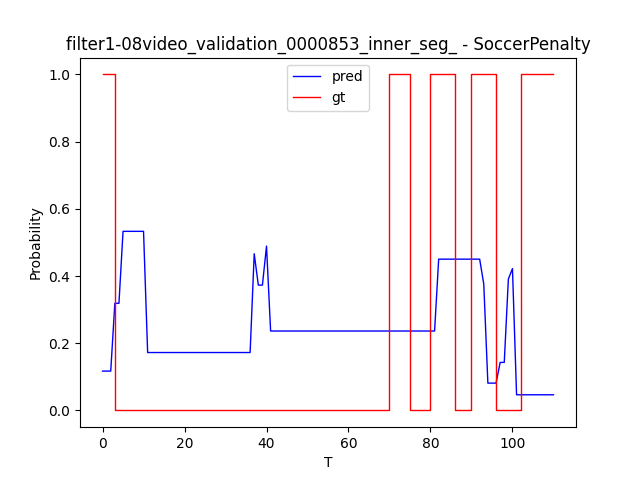 filter1-08video_validation_0000853_inner_seg_ - SoccerPenalty
pred
gt
1.0
0.8
0.6
0.4
0.2
0.0
Probability
0
20
40
60
80
100
T